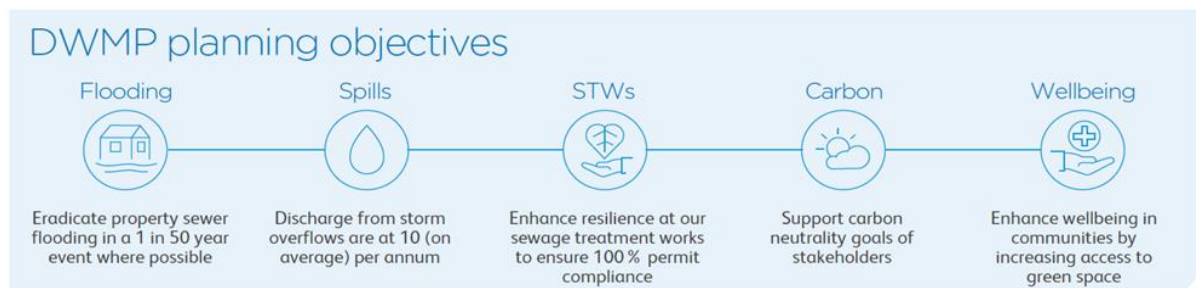 DWMP planning objectives
Flooding
Spills
STWs
Carbon
Wellbeing
Eradicate property sewer
flooding in a 1 in 50 year
event where possible
Discharge from storm
overflows are at 10 (on
average) per annum
Enhance resilience at our
sewage treatment works
to ensure 100% permit
compliance
Support carbon
neutrality goals of
stakeholders
Enhance wellbeing in
communities by
increasing access to
green space